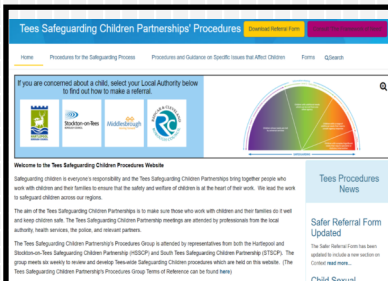 Tees Safeguarding Children Partnerships' Procedures
Download Referral Form
Home
Procedures for the Safeguarding Process
Procedures and Guidance on Specific Issues that Affect Children
Forms
Search
If you are concerned about a child, select your Local Authority below
to find out how to make a referral.
Stockton-on-Tees
Middlesbrough
Welcome to the Tees Safeguarding Children Procedures Website
Safeguarding children is everyone's responsibility and the Tees Safeguarding Children Partnerships bring together people who
work with children and their families to ensure that the safety and welfare of children is at the heart of their work. We lead the work
to safeguard children across our regions.
The aim of the Tees Safeguarding Children Partnerships is to make sure those who work with children and their families do it well
and keep children safe. The Tees Safeguarding Children Partnership meetings are attended by professionals from the local
authority, health services, the police, and relevant partners.
The Tees Safeguarding Children Partnership's Procedures Group is attended by representatives from both the Hartlepool and
Stockton-on-Tees Safeguarding Children Partnership (HSSCP) and South Tees Safeguarding Children Partnership (STSCP). The
group meets six weekly to review and develop Tees-wide Safeguarding Children procedures which are held on this website. (The
Tees Safeguarding Children Partnership's Procedures Group Terms of Reference can be found here)
Tees Procedures
News
Safer Referral Form
Updated
The Safer Referral Form has been
updated to include a new section on
Context read more...
Child Sexual